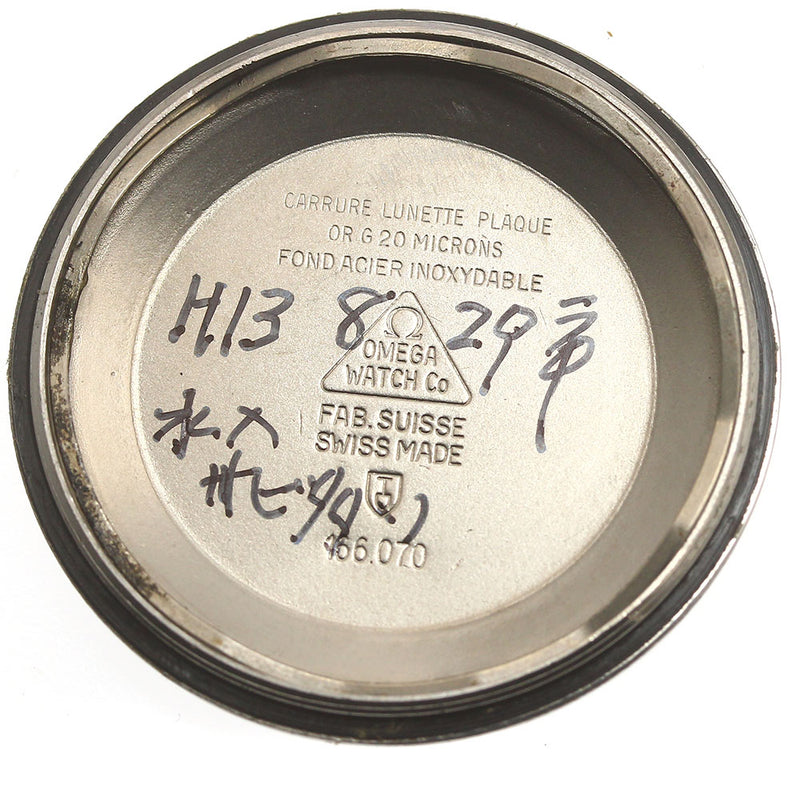 CARRURE LUNETTE PLAQUE
OR G 20 MICRONS
FOND ACIER INOXYDABLE
H13 8 29
Ω
OMEGA
WATCH Co
FAB. SUISSE
SWISS MADE
水入
166.070